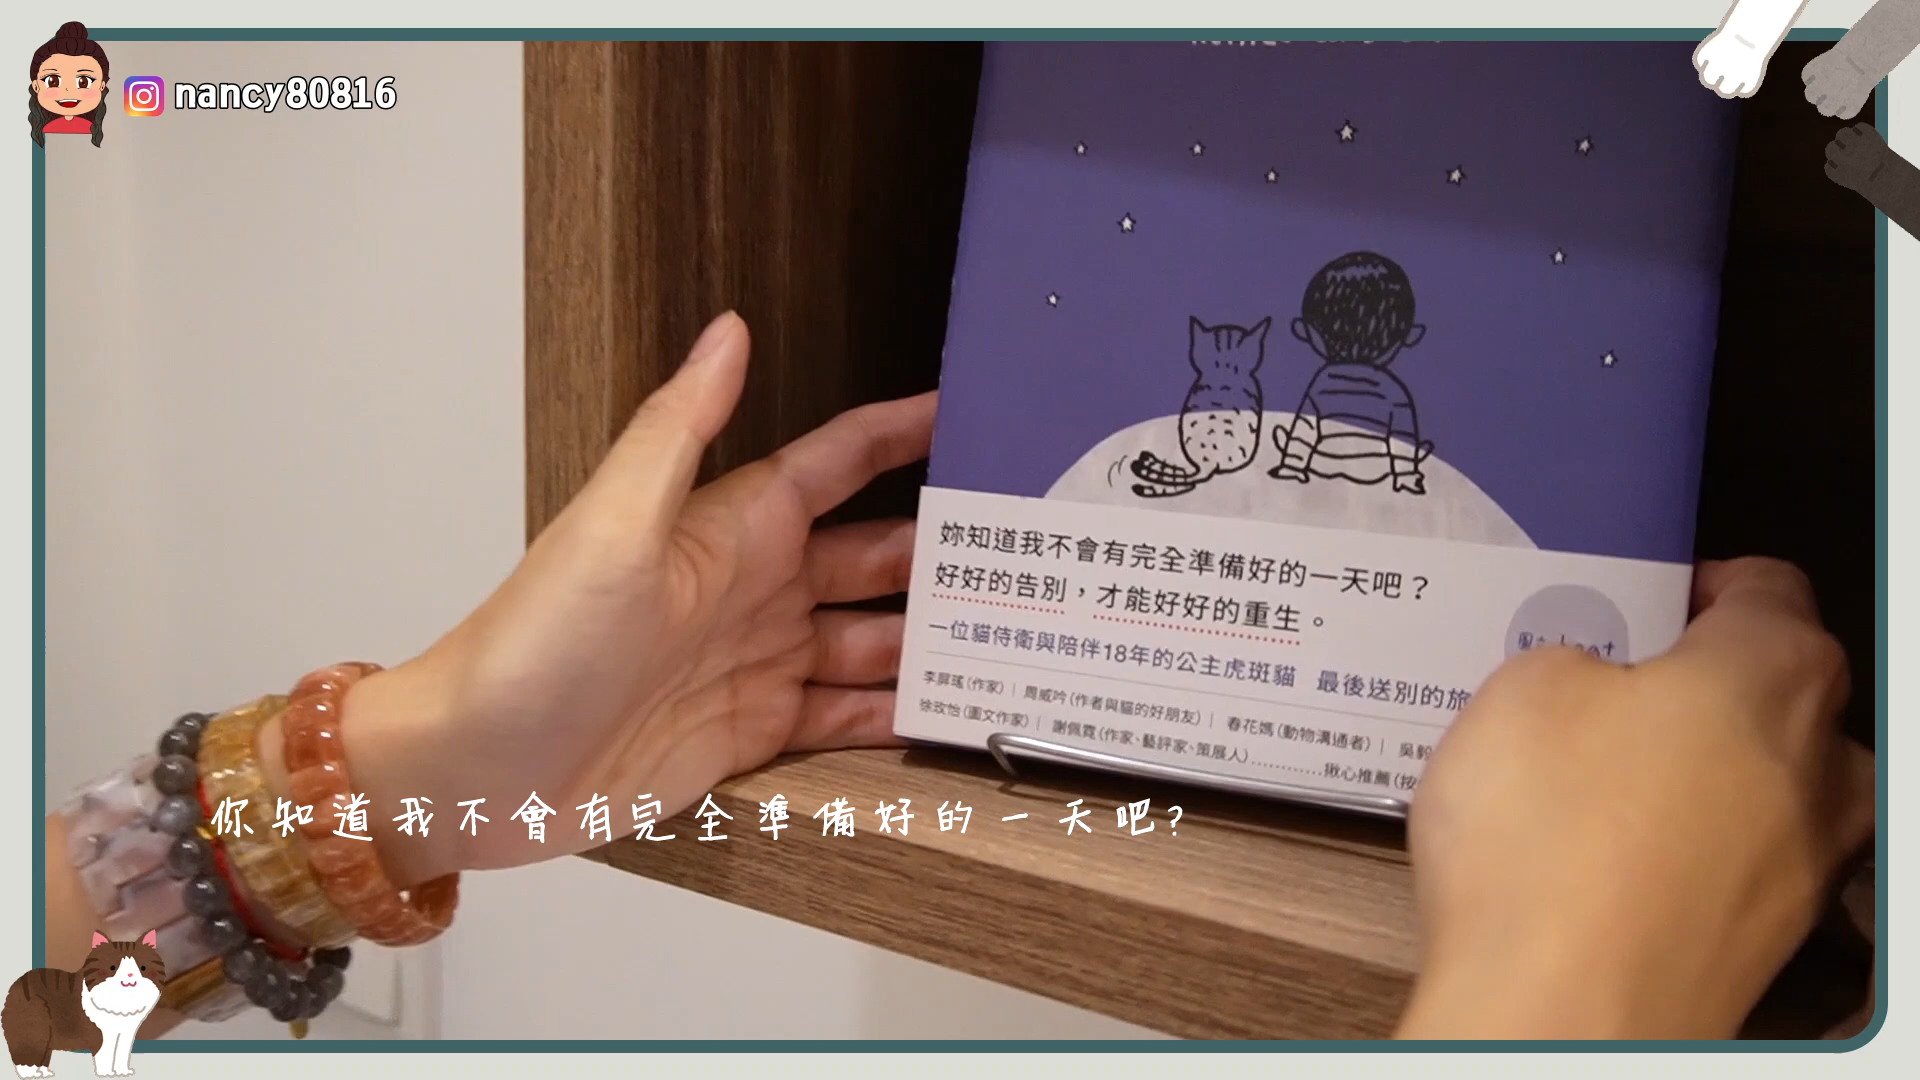 nancy80816
妳知道我不會有完全準備好的一天吧？
好好的告別，才能好好的重生。
一位貓侍衛與陪伴18年的公主虎斑貓 最後送別的旅
李屏瑤(作家)｜周威吟(作者與貓的好朋友)｜春花媽(動物溝通者)｜吳毅
徐玫怡(圖文作家)｜謝佩霓(作家、藝評家、策展人)............揪心推薦(按
你知道我不會有完全準備好的一天吧?